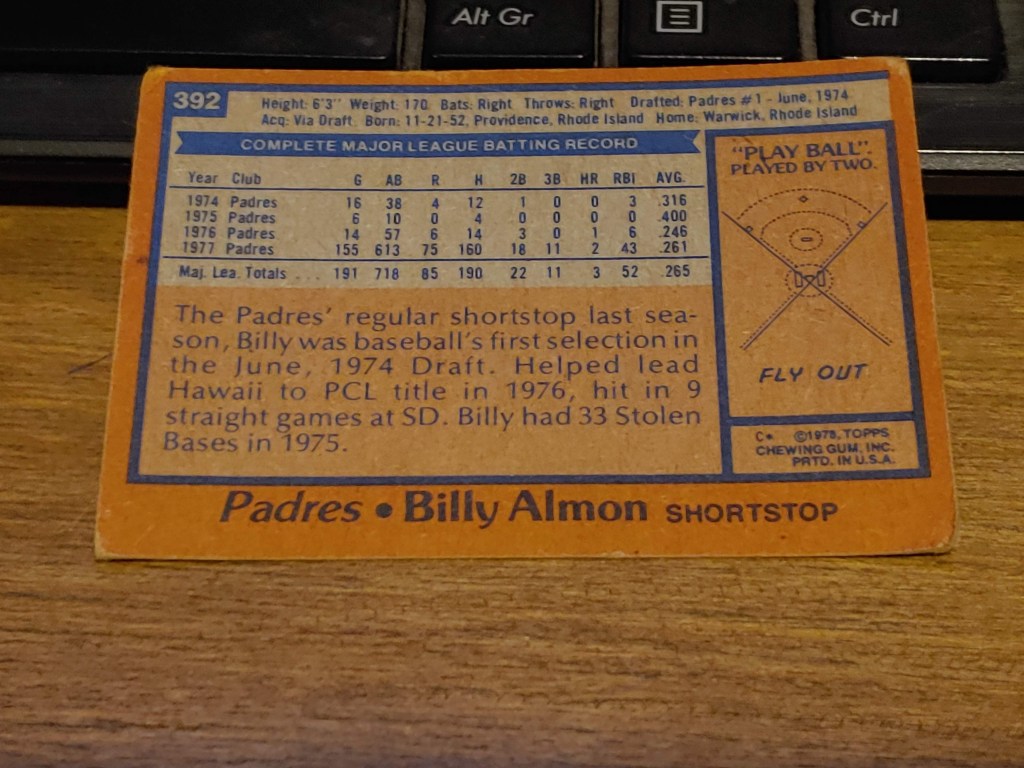 Alt Gr
Ctrl
392
Height: 6'3" Weight: 170 Bats: Right Throws: Right Drafted: Padres #1 - June, 1974
Acq: Via Draft Born: 11-21-52, Providence, Rhode Island Home: Warwick, Rhode Island
COMPLETE MAJOR LEAGUE BATTING RECORD
Year Club G AB R H 2B 3B HR RBI AVG.
1974 Padres 16 38 4 12 1 0 0 3 .316
1975 Padres 6 10 0 4 0 0 0 0 .400
1976 Padres 14 57 6 14 3 0 1 6 .246
1977 Padres 155 613 75 160 18 11 2 43 .261
Maj. Lea. Totals ... 191 718 85 190 22 11 3 52 .265
The Padres' regular shortstop last sea-
son, Billy was baseball's first selection in
the June, 1974 Draft. Helped lead
Hawaii to PCL title in 1976, hit in 9
straight games at SD. Billy had 33 Stolen
Bases in 1975.
"PLAY BALL".
PLAYED BY TWO.
FLY OUT
C* ©1978, TOPPS
CHEWING GUM, INC.
PRTD. IN U.S.A.
Padres • Billy Almon SHORTSTOP